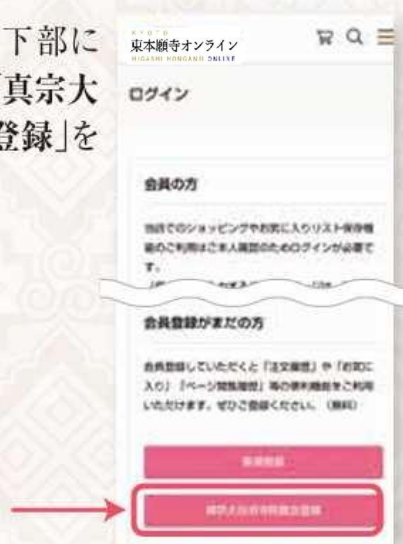 下部に
「真宗大
登録」を
KYOTO
東本願寺オンライン
HIGASHI HONGANJI ONLINE
ログイン
会員の方
当店でのショッピングやお気に入りリスト保存機
能のご利用はご本人確認のためログインが必要で
す。
会員登録がまだの方
会員登録していただくと「注文履歴」や「お気に
入り」「ページ閲覧履歴」等の便利機能をご利用
いただけます。ぜひご登録ください。（無料）
新規登録